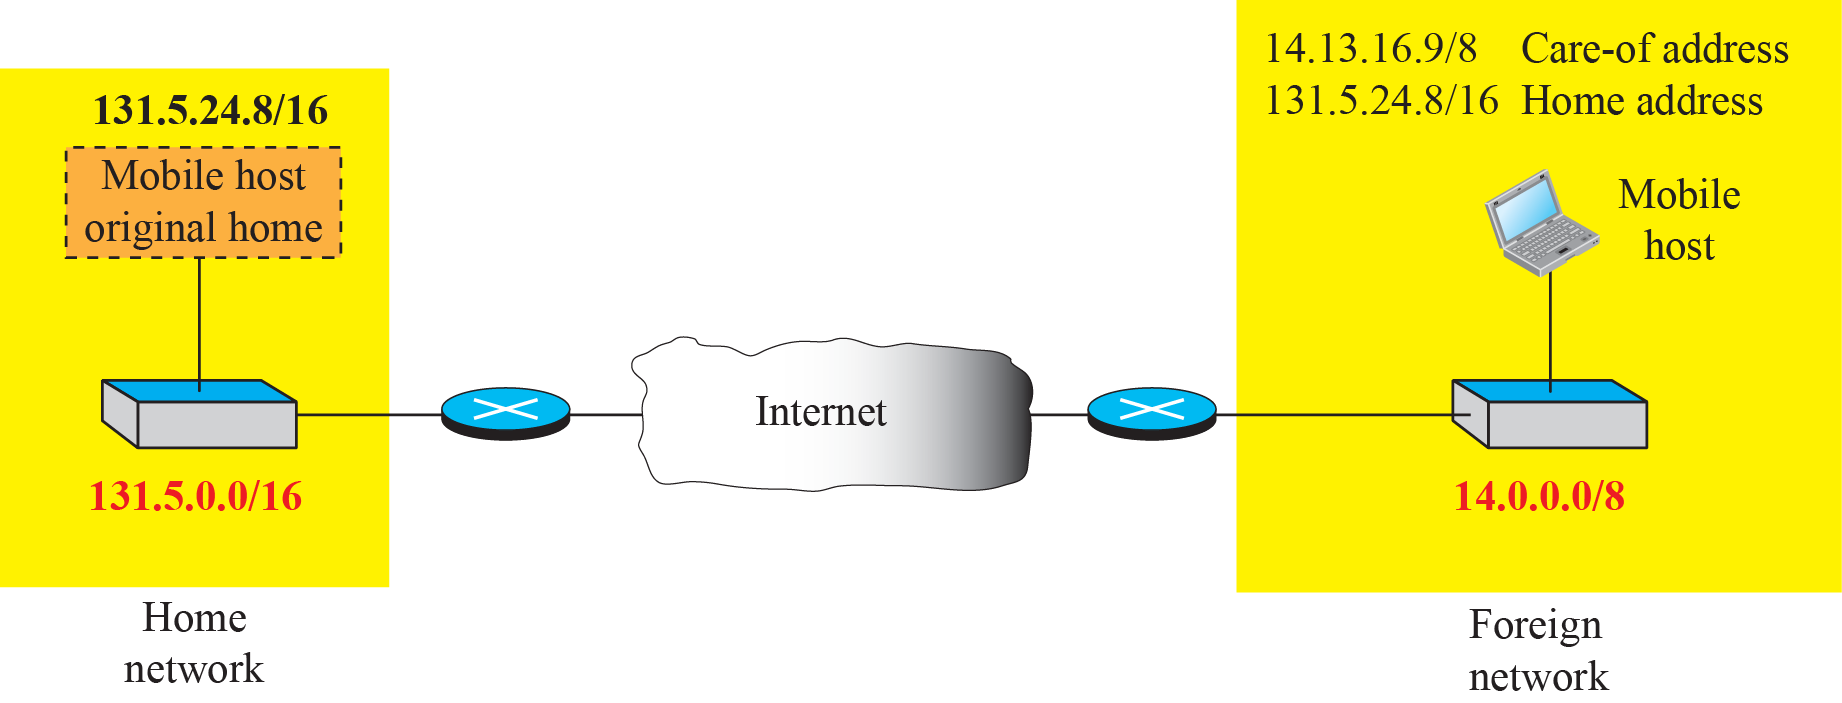 131.5.24.8/16
Mobile host
original home
131.5.0.0/16
Home
network
Internet
14.13.16.9/8 Care-of address
131.5.24.8/16 Home address
Mobile
host
14.0.0.0/8
Foreign
network